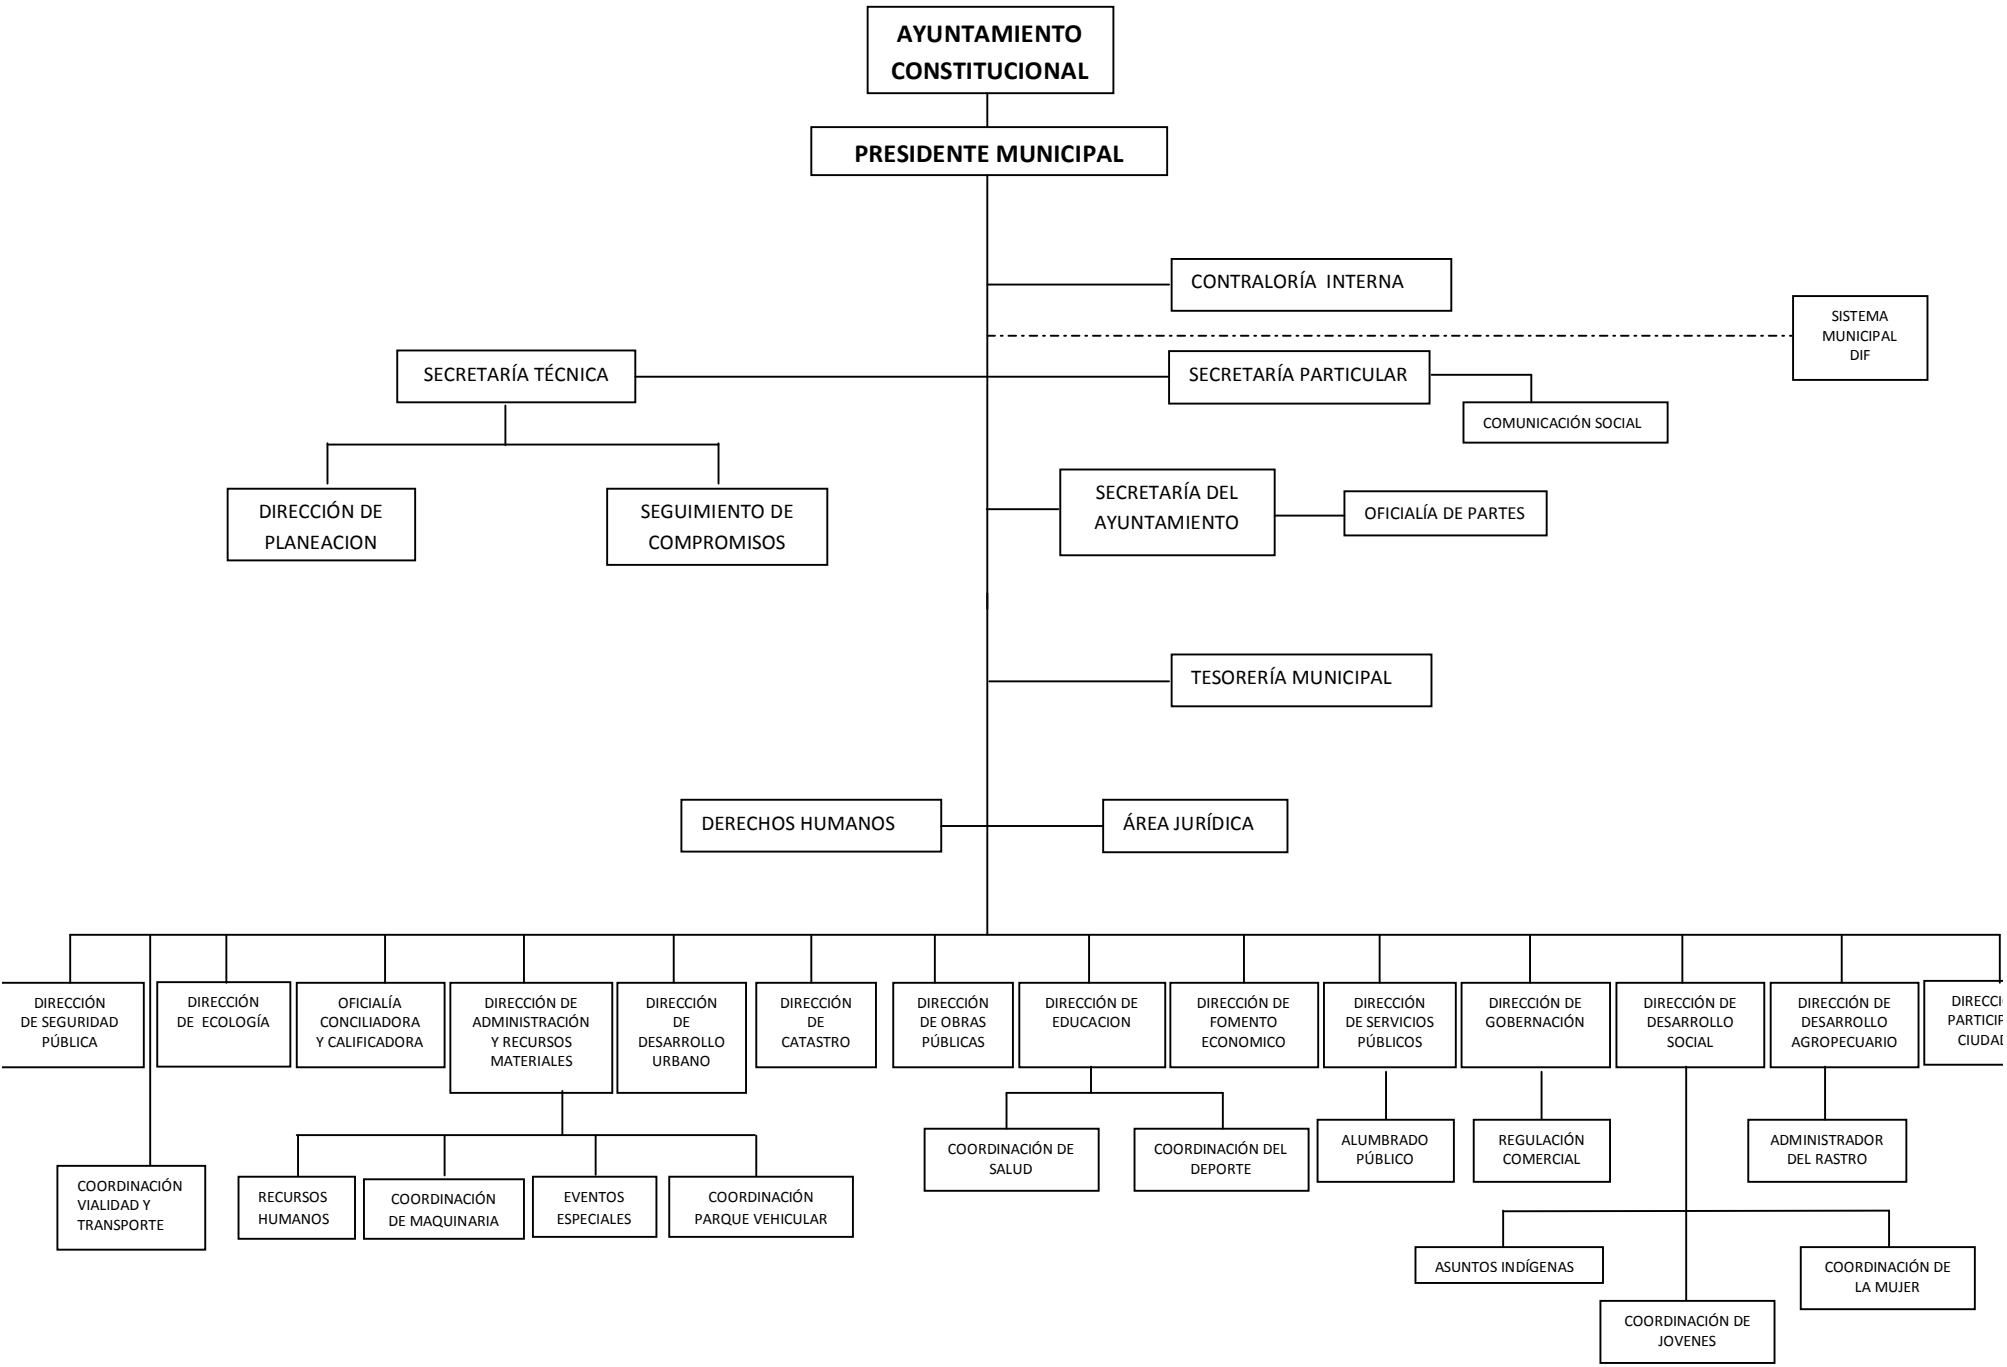 AYUNTAMIENTO
CONSTITUCIONAL
PRESIDENTE MUNICIPAL
CONTRALORÍA INTERNA
SISTEMA
MUNICIPAL
DIF
SECRETARÍA TÉCNICA
SECRETARÍA PARTICULAR
COMUNICACIÓN SOCIAL
DIRECCIÓN DE
PLANEACION
SEGUIMIENTO DE
COMPROMISOS
SECRETARÍA DEL
AYUNTAMIENTO
OFICIALÍA DE PARTES
TESORERÍA MUNICIPAL
DERECHOS HUMANOS
ÁREA JURÍDICA
DIRECCIÓN
DE SEGURIDAD
PÚBLICA
DIRECCIÓN
DE ECOLOGÍA
OFICIALÍA
CONCILIADORA
Y CALIFICADORA
DIRECCIÓN DE
ADMINISTRACIÓN
Y RECURSOS
MATERIALES
DIRECCIÓN
DE
DESARROLLO
URBANO
DIRECCIÓN
DE
CATASTRO
DIRECCIÓN
DE OBRAS
PÚBLICAS
DIRECCIÓN DE
EDUCACION
DIRECCIÓN DE
FOMENTO
ECONOMICO
DIRECCIÓN
DE SERVICIOS
PÚBLICOS
DIRECCIÓN DE
GOBERNACIÓN
DIRECCIÓN DE
DESARROLLO
SOCIAL
DIRECCIÓN DE
DESARROLLO
AGROPECUARIO
COORDINACIÓN
VIALIDAD Y
TRANSPORTE
RECURSOS
HUMANOS
COORDINACIÓN
DE MAQUINARIA
EVENTOS
ESPECIALES
COORDINACIÓN
PARQUE VEHICULAR
COORDINACIÓN DE
SALUD
COORDINACIÓN DEL
DEPORTE
ALUMBRADO
PÚBLICO
REGULACIÓN
COMERCIAL
ADMINISTRADOR
DEL RASTRO
ASUNTOS INDÍGENAS
COORDINACIÓN DE
JOVENES
COORDINACIÓN DE
LA MUJER